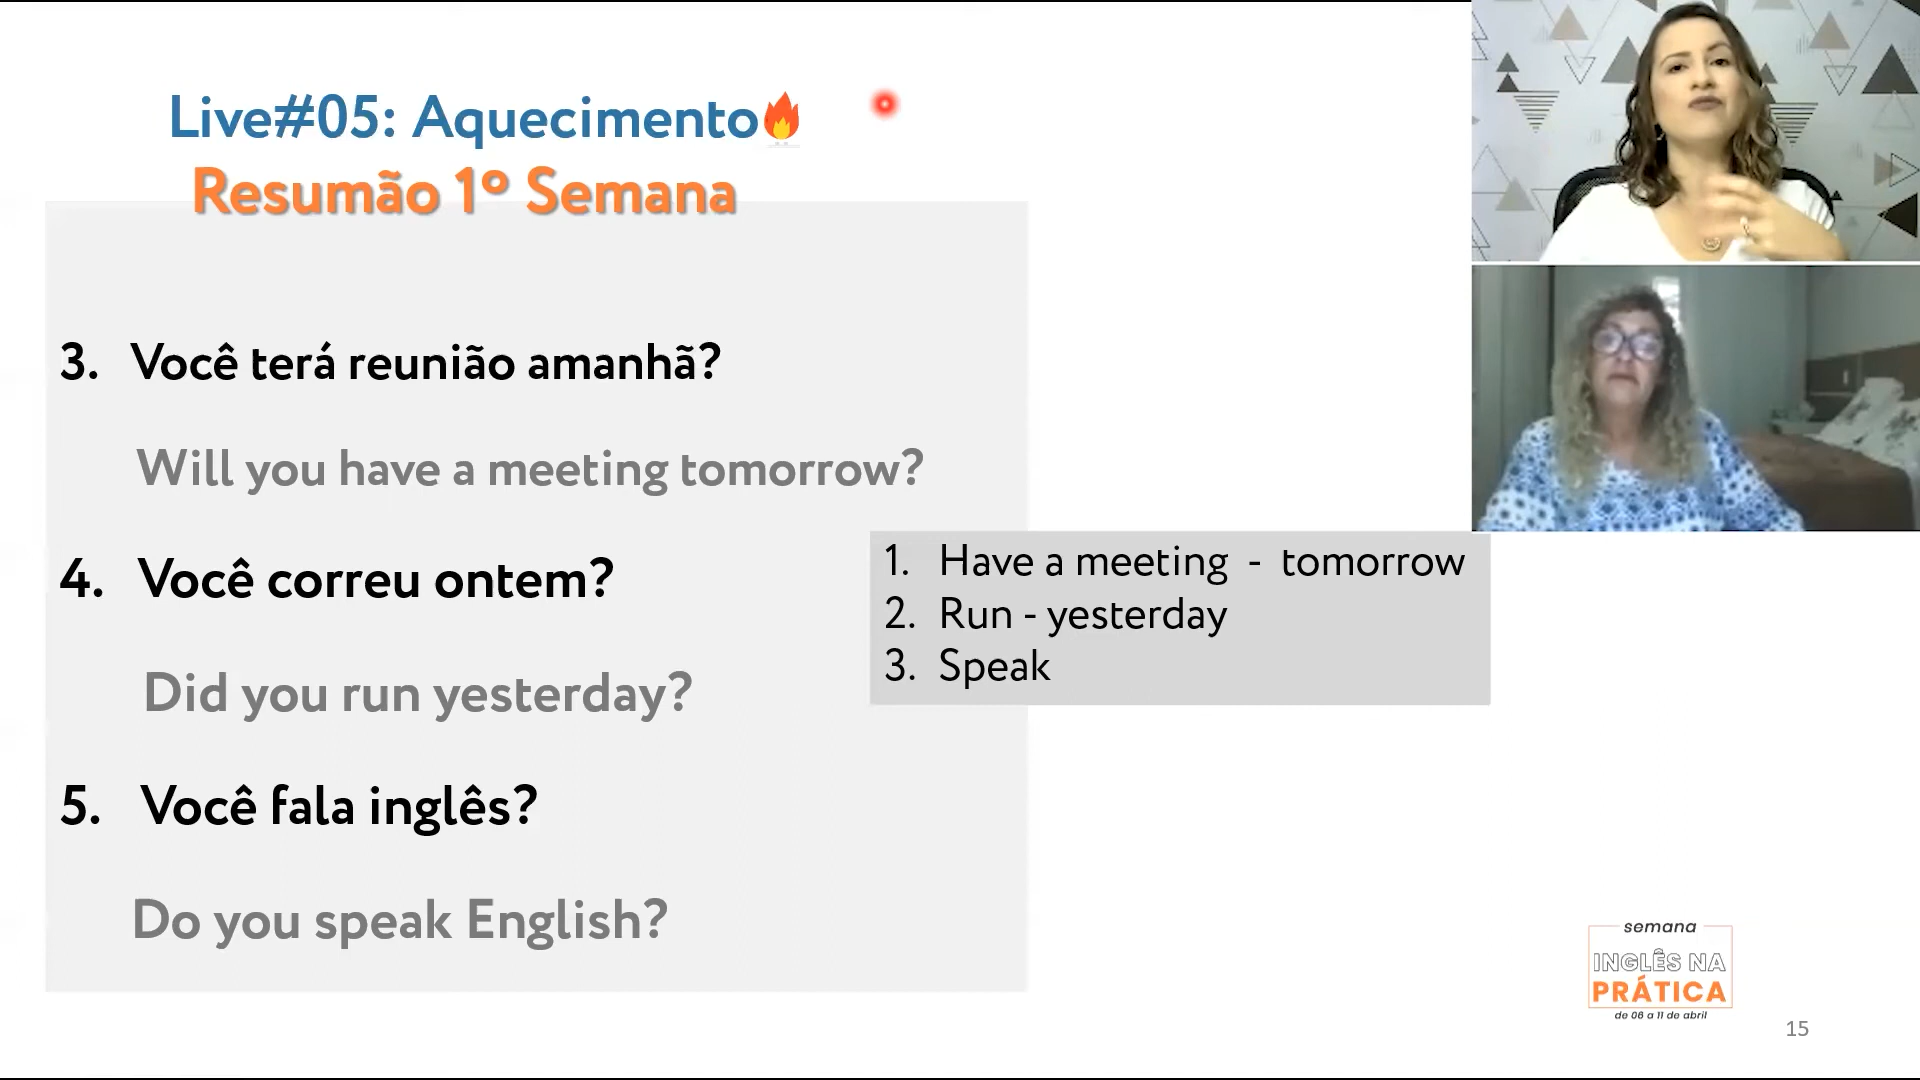 Live#05: Aquecimento
Resumão 1º Semana
3. Você terá reunião amanhã?
Will you have a meeting tomorrow?
4. Você correu ontem?
Did you run yesterday?
5. Você fala inglês?
Do you speak English?
1. Have a meeting - tomorrow
2. Run - yesterday
3. Speak
semana
INGLÊS NA
PRÁTICA
de 06 a 11 de abril
15